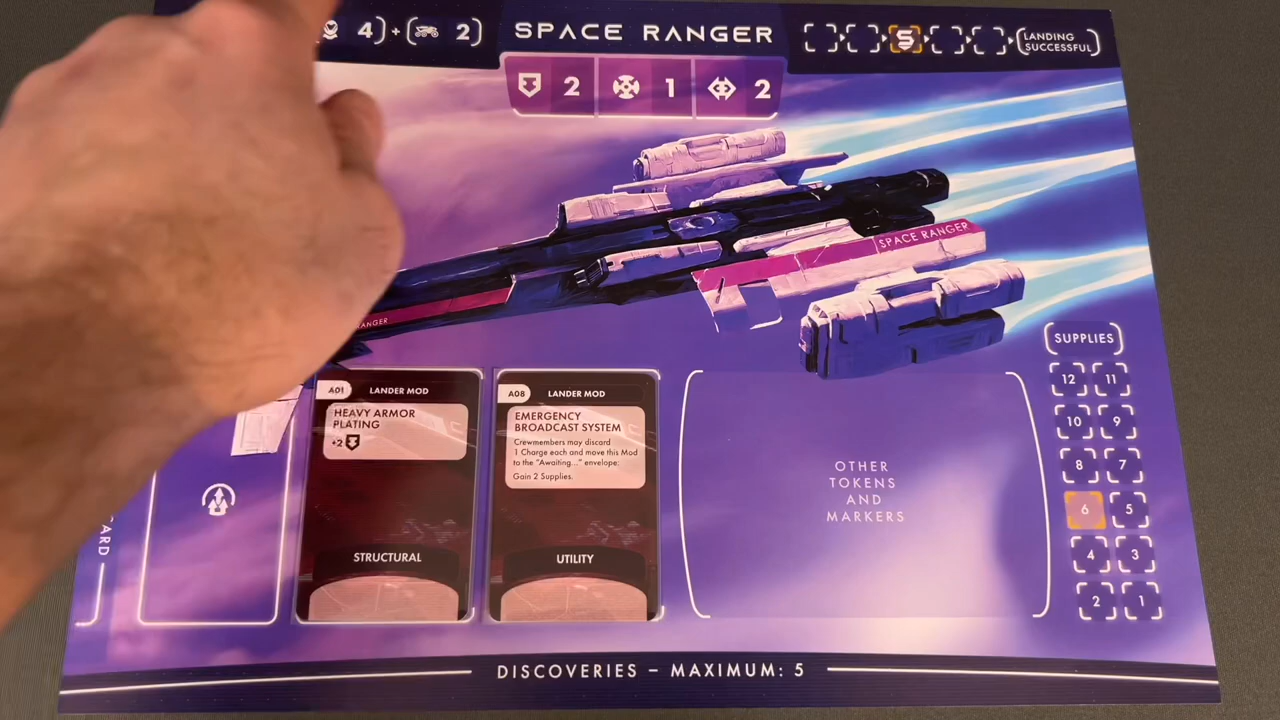 4 + 2
SPACE RANGER
LANDING
SUCCESSFUL
2 1 2
SPACE RANGER
SUPPLIES
12 11
10 9
8 7
6 5
4 3
2 1
A01 LANDER MOD
HEAVY ARMOR
PLATING
+2
STRUCTURAL
A08 LANDER MOD
EMERGENCY
BROADCAST SYSTEM
Crewmembers may discard
1 Charge each and move this Mod
to the "Awaiting..." envelope:
Gain 2 Supplies.
UTILITY
OTHER
TOKENS
AND
MARKERS
DISCOVERIES – MAXIMUM: 5